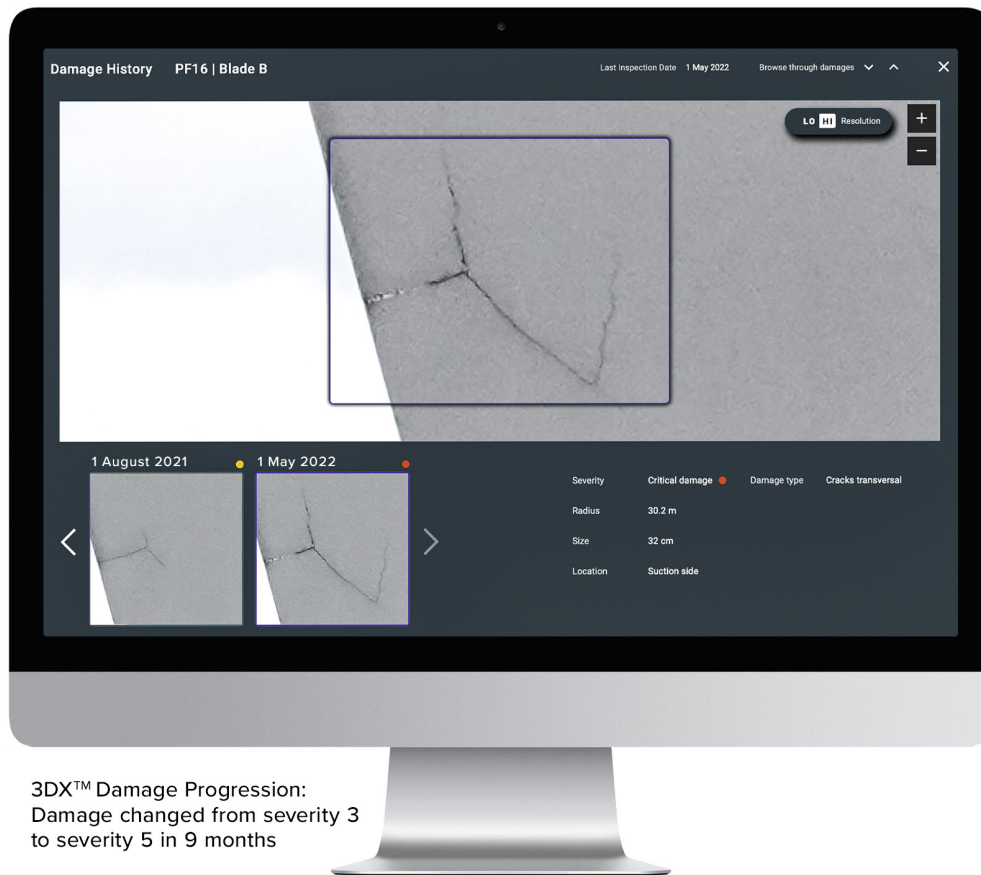 Damage History PF16 | Blade B Last Inspection Date 1 May 2022 Browse through damages
LO HI Resolution
+
−
1 August 2021 1 May 2022
Severity Critical damage Damage type Cracks transversal
Radius 30.2 m
Size 32 cm
Location Suction side
3DX™ Damage Progression:
Damage changed from severity 3
to severity 5 in 9 months